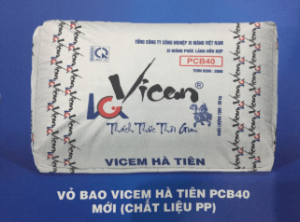 TỔNG CÔNG TY CÔNG NGHIỆP XI MĂNG VIỆT NAM
PCB40
Vicem
Thách Thức Thời Gian
VICEM HÀ TIÊN
VỎ BAO VICEM HÀ TIÊN PCB40
MỚI (CHẤT LIỆU PP)